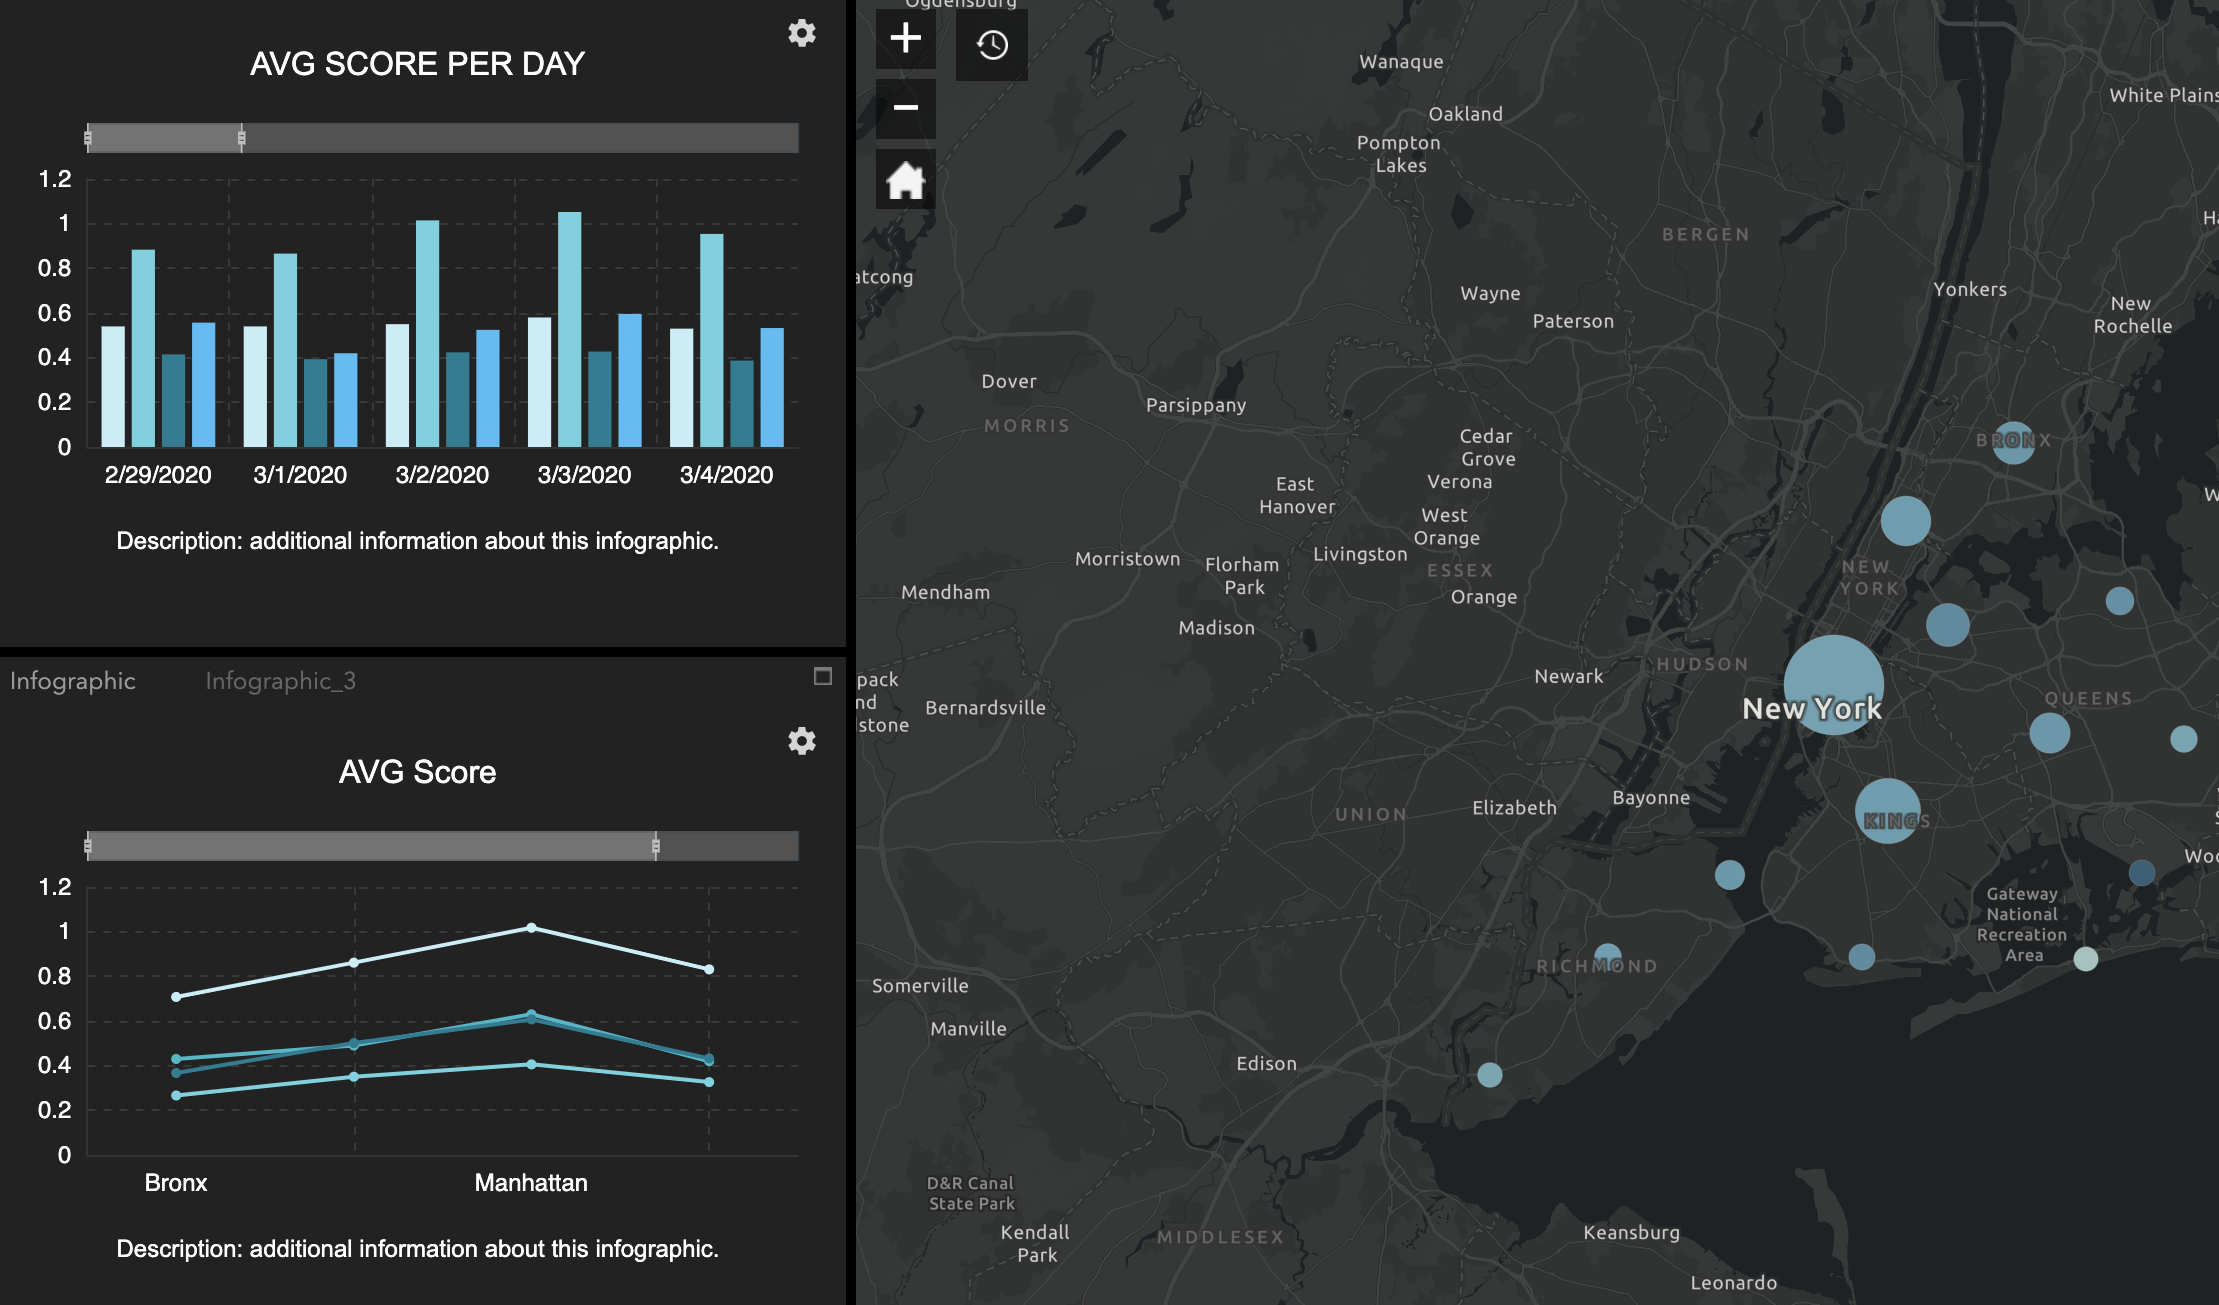 AVG SCORE PER DAY
1.2
1
0.8
0.6
0.4
0.2
0
2/29/2020 3/1/2020 3/2/2020 3/3/2020 3/4/2020
Description: additional information about this infographic.
Infographic Infographic_3
AVG Score
1.2
1
0.8
0.6
0.4
0.2
0
Bronx Manhattan
Description: additional information about this infographic.
Ogdensburg
Wanaque
White Plains
Oakland
Pompton
Lakes
BERGEN
atcong
Yonkers
Wayne
New
Rochelle
Paterson
Dover
Parsippany
MORRIS
Cedar
Grove
Verona
BRONX
East
Hanover
West
Orange
Livingston
Morristown
Florham
Park
ESSEX
NEW
YORK
Mendham
Orange
Madison
HUDSON
Newark
pack
nd
stone
Bernardsville
New York
QUEENS
Bayonne
Elizabeth
UNION
KINGS
Gateway
National
Recreation
Area
RICHMOND
Somerville
Manville
Edison
D&R Canal
State Park
Kendall
Park
MIDDLESEX
Keansburg
Leonardo